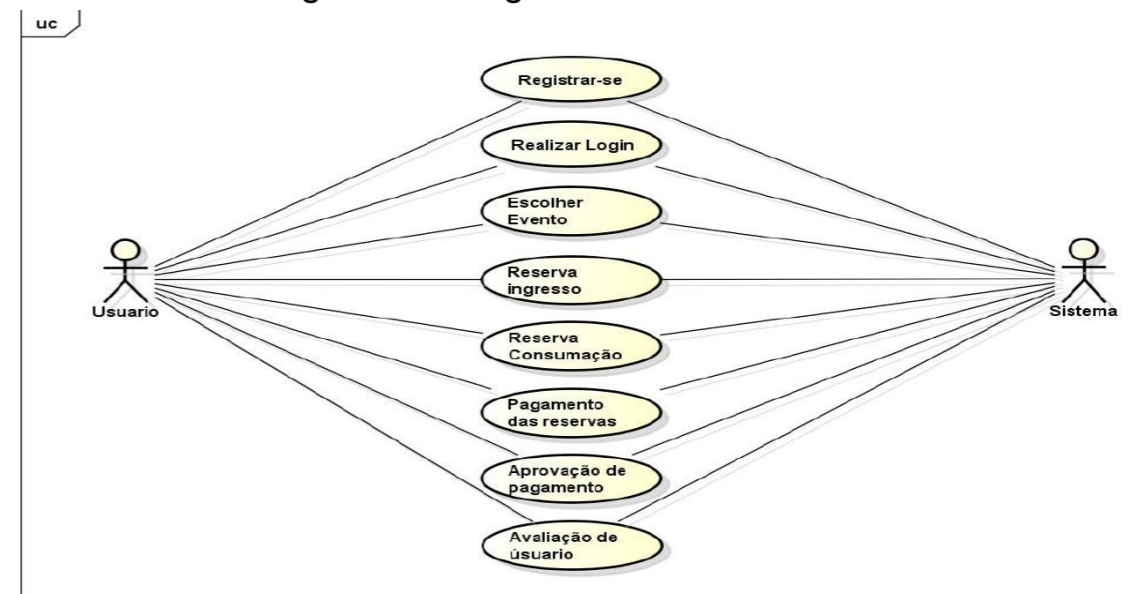 uc
Registrar-se
Realizar Login
Escolher
Evento
Reserva
ingresso
Usuario
Sistema
Reserva
Consumação
Pagamento
das reservas
Aprovação de
pagamento
Avaliação de
úsuario